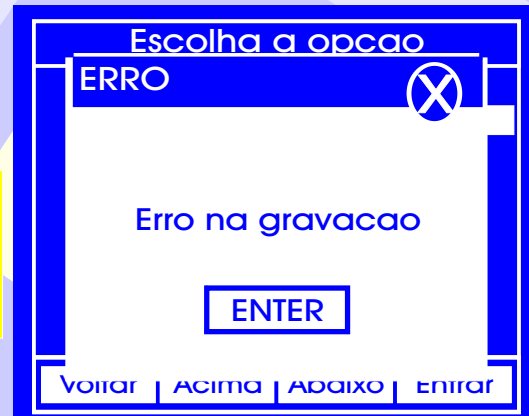 Escolha a opcao
ERRO
X
Erro na gravacao
ENTER
Voltar Acima Abaixo Entrar